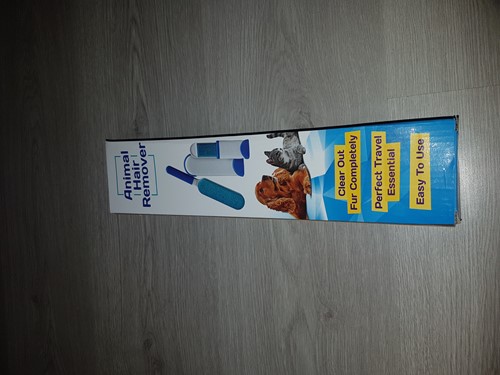 Animal
Hair
Remover
Clear Out
Fur Completely
Perfect Travel
Essential
Easy To Use